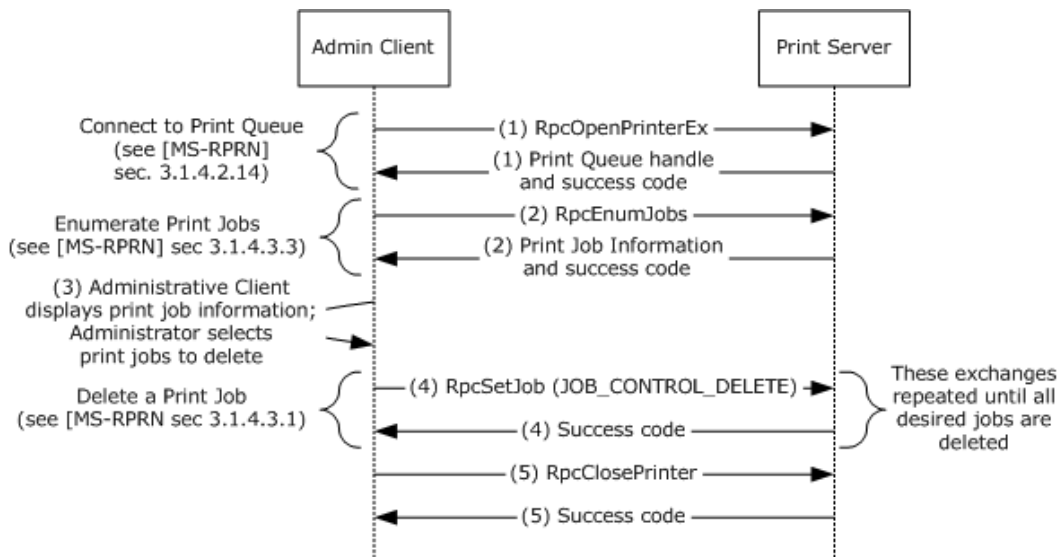 Admin Client
Print Server
Connect to Print Queue
(see [MS-RPRN]
sec. 3.1.4.2.14)
(1) RpcOpenPrinterEx
(1) Print Queue handle
and success code
Enumerate Print Jobs
(see [MS-RPRN] sec 3.1.4.3.3)
(2) RpcEnumJobs
(2) Print Job Information
and success code
(3) Administrative Client
displays print job information;
Administrator selects
print jobs to delete
Delete a Print Job
(see [MS-RPRN sec 3.1.4.3.1)
(4) RpcSetJob (JOB_CONTROL_DELETE)
(4) Success code
These exchanges
repeated until all
desired jobs are
deleted
(5) RpcClosePrinter
(5) Success code